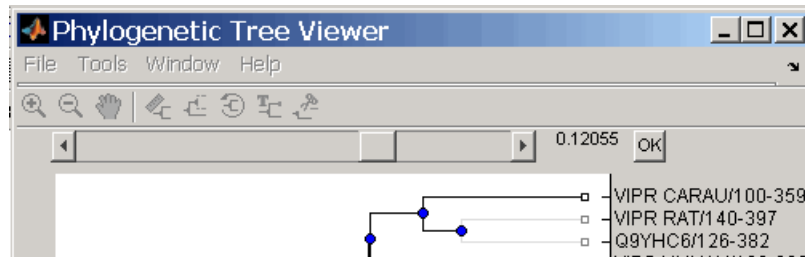 Phylogenetic Tree Viewer
File Tools Window Help
0.12055 OK
VIPR CARAU/100-359
VIPR RAT/140-397
Q9YHC6/126-382